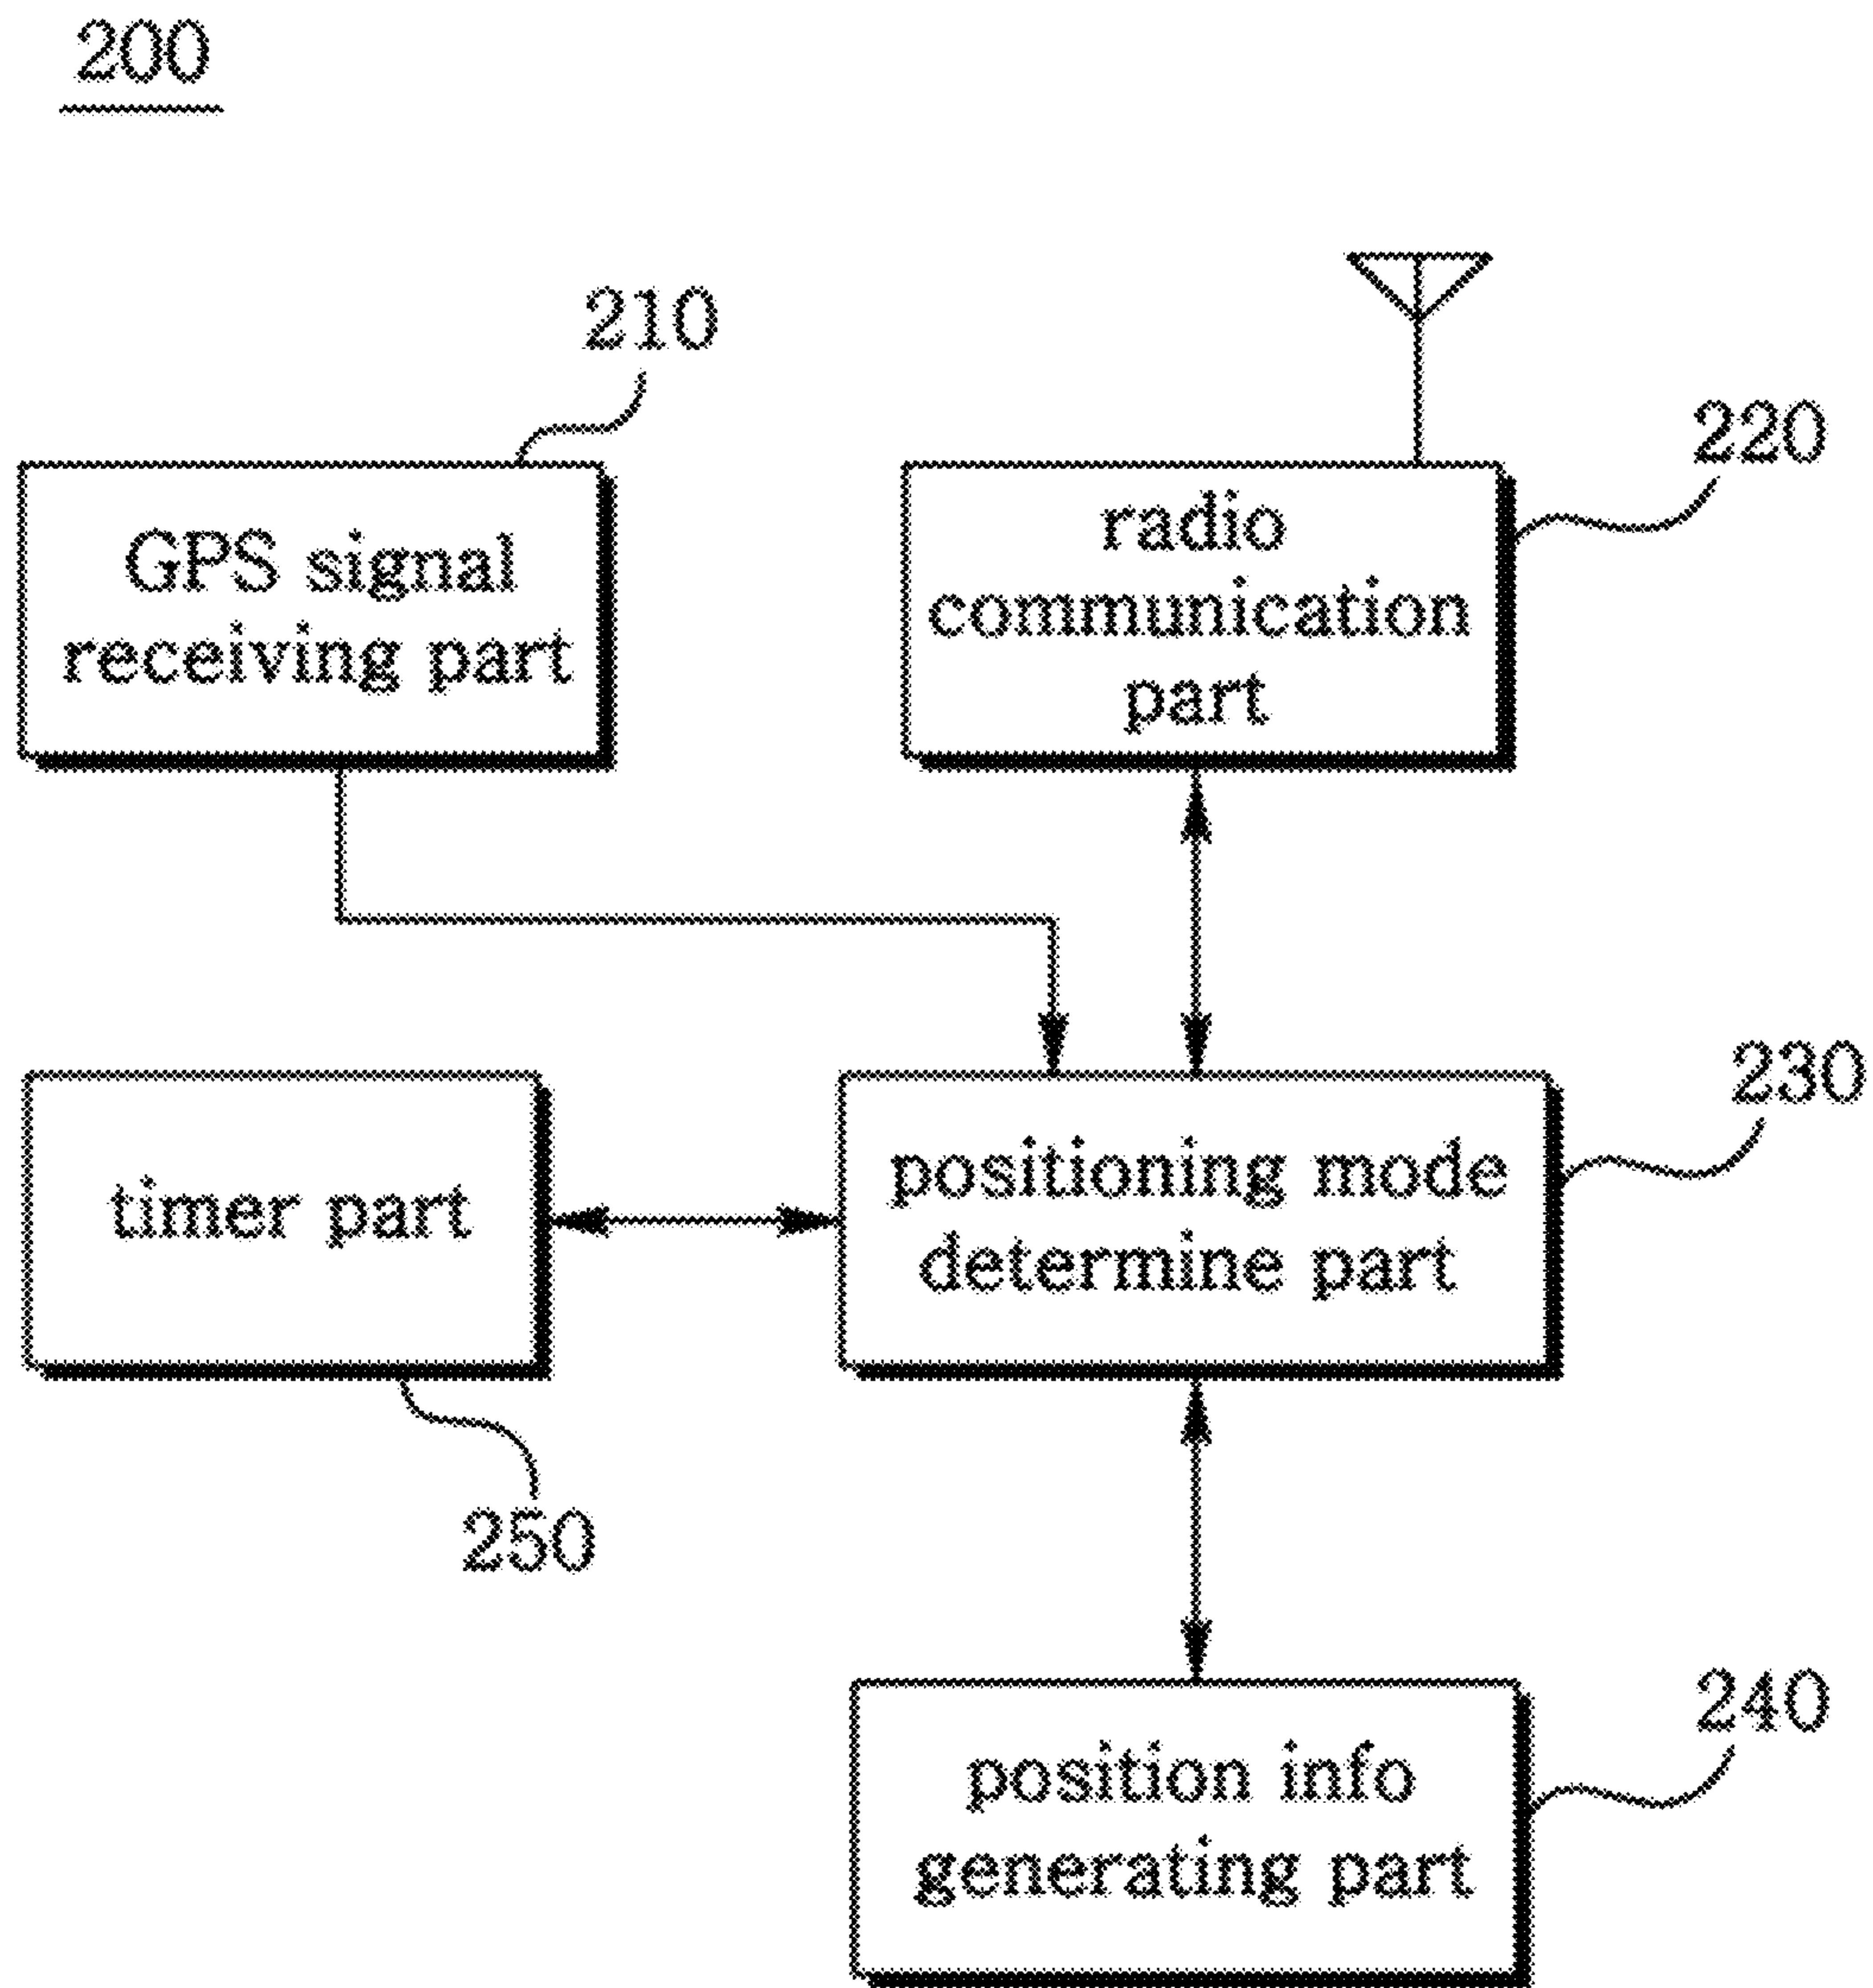 200
210
220
GPS signal
receiving part
radio
communication
part
230
timer part
positioning mode
determine part
250
240
position info
generating part